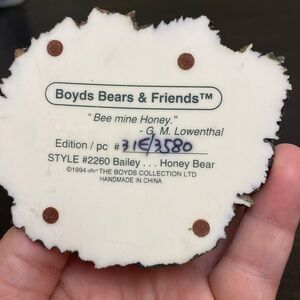 Boyds Bears & Friends™
"Bee mine Honey."
- G. M. Lowenthal
Edition / pc # 31E/3580
STYLE #2260 Bailey . . . Honey Bear
©1994 THE BOYDS COLLECTION LTD
HANDMADE IN CHINA